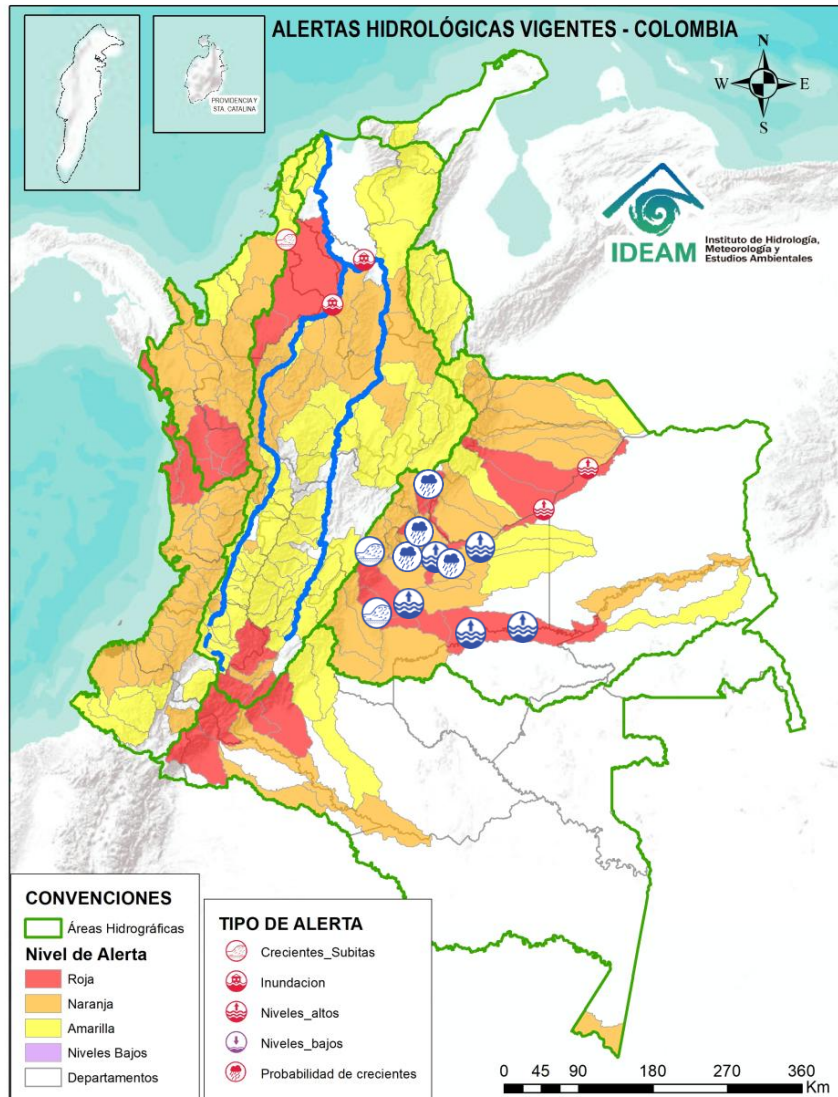 ALERTAS HIDROLÓGICAS VIGENTES - COLOMBIA
PROVIDENCIA Y
STA. CATALINA
N
W
E
S
IDEAM
Instituto de Hidrología,
Meteorología y
Estudios Ambientales
CONVENCIONES
Áreas Hidrográficas
Nivel de Alerta
Roja
Naranja
Amarilla
Niveles Bajos
Departamentos
TIPO DE ALERTA
Crecientes_Subitas
Inundacion
Niveles_altos
Niveles_bajos
Probabilidad de crecientes
0 45 90 180 270 360
Km